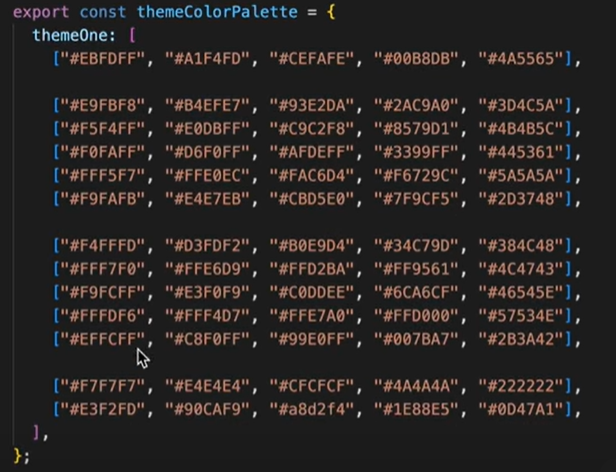 export const themeColorPalette = {
themeOne: [
["#EBFDFF", "#A1F4FD", "#CEFAFE", "#00B8DB", "#4A5565"],
["#E9FBF8", "#B4EFE7", "#93E2DA", "#2AC9A0", "#3D4C5A"],
["#F5F4FF", "#E0DBFF", "#C9C2F8", "#8579D1", "#4B4B5C"],
["#F0FAFF", "#D6F0FF", "#AFDEFF", "#3399FF", "#445361"],
["#FFF5F7", "#FFE0EC", "#FAC6D4", "#F6729C", "#5A5A5A"],
["#F9FAFB", "#E4E7EB", "#CBD5E0", "#7F9CF5", "#2D3748"],
["#F4FFFD", "#D3FDF2", "#B0E9D4", "#34C79D", "#384C48"],
["#FFF7F0", "#FFE6D9", "#FFD2BA", "#FF9561", "#4C4743"],
["#F9FCFF", "#E3F0F9", "#C0DDEE", "#6CA6CF", "#46545E"],
["#FFFDF6", "#FFF4D7", "#FFE7A0", "#FFD000", "#57534E"],
["#EFFCFF", "#C8F0FF", "#99E0FF", "#007BA7", "#2B3A42"],
["#F7F7F7", "#E4E4E4", "#CFCFCF", "#4A4A4A", "#222222"],
["#E3F2FD", "#90CAF9", "#a8d2f4", "#1E88E5", "#0D47A1"],
],
};